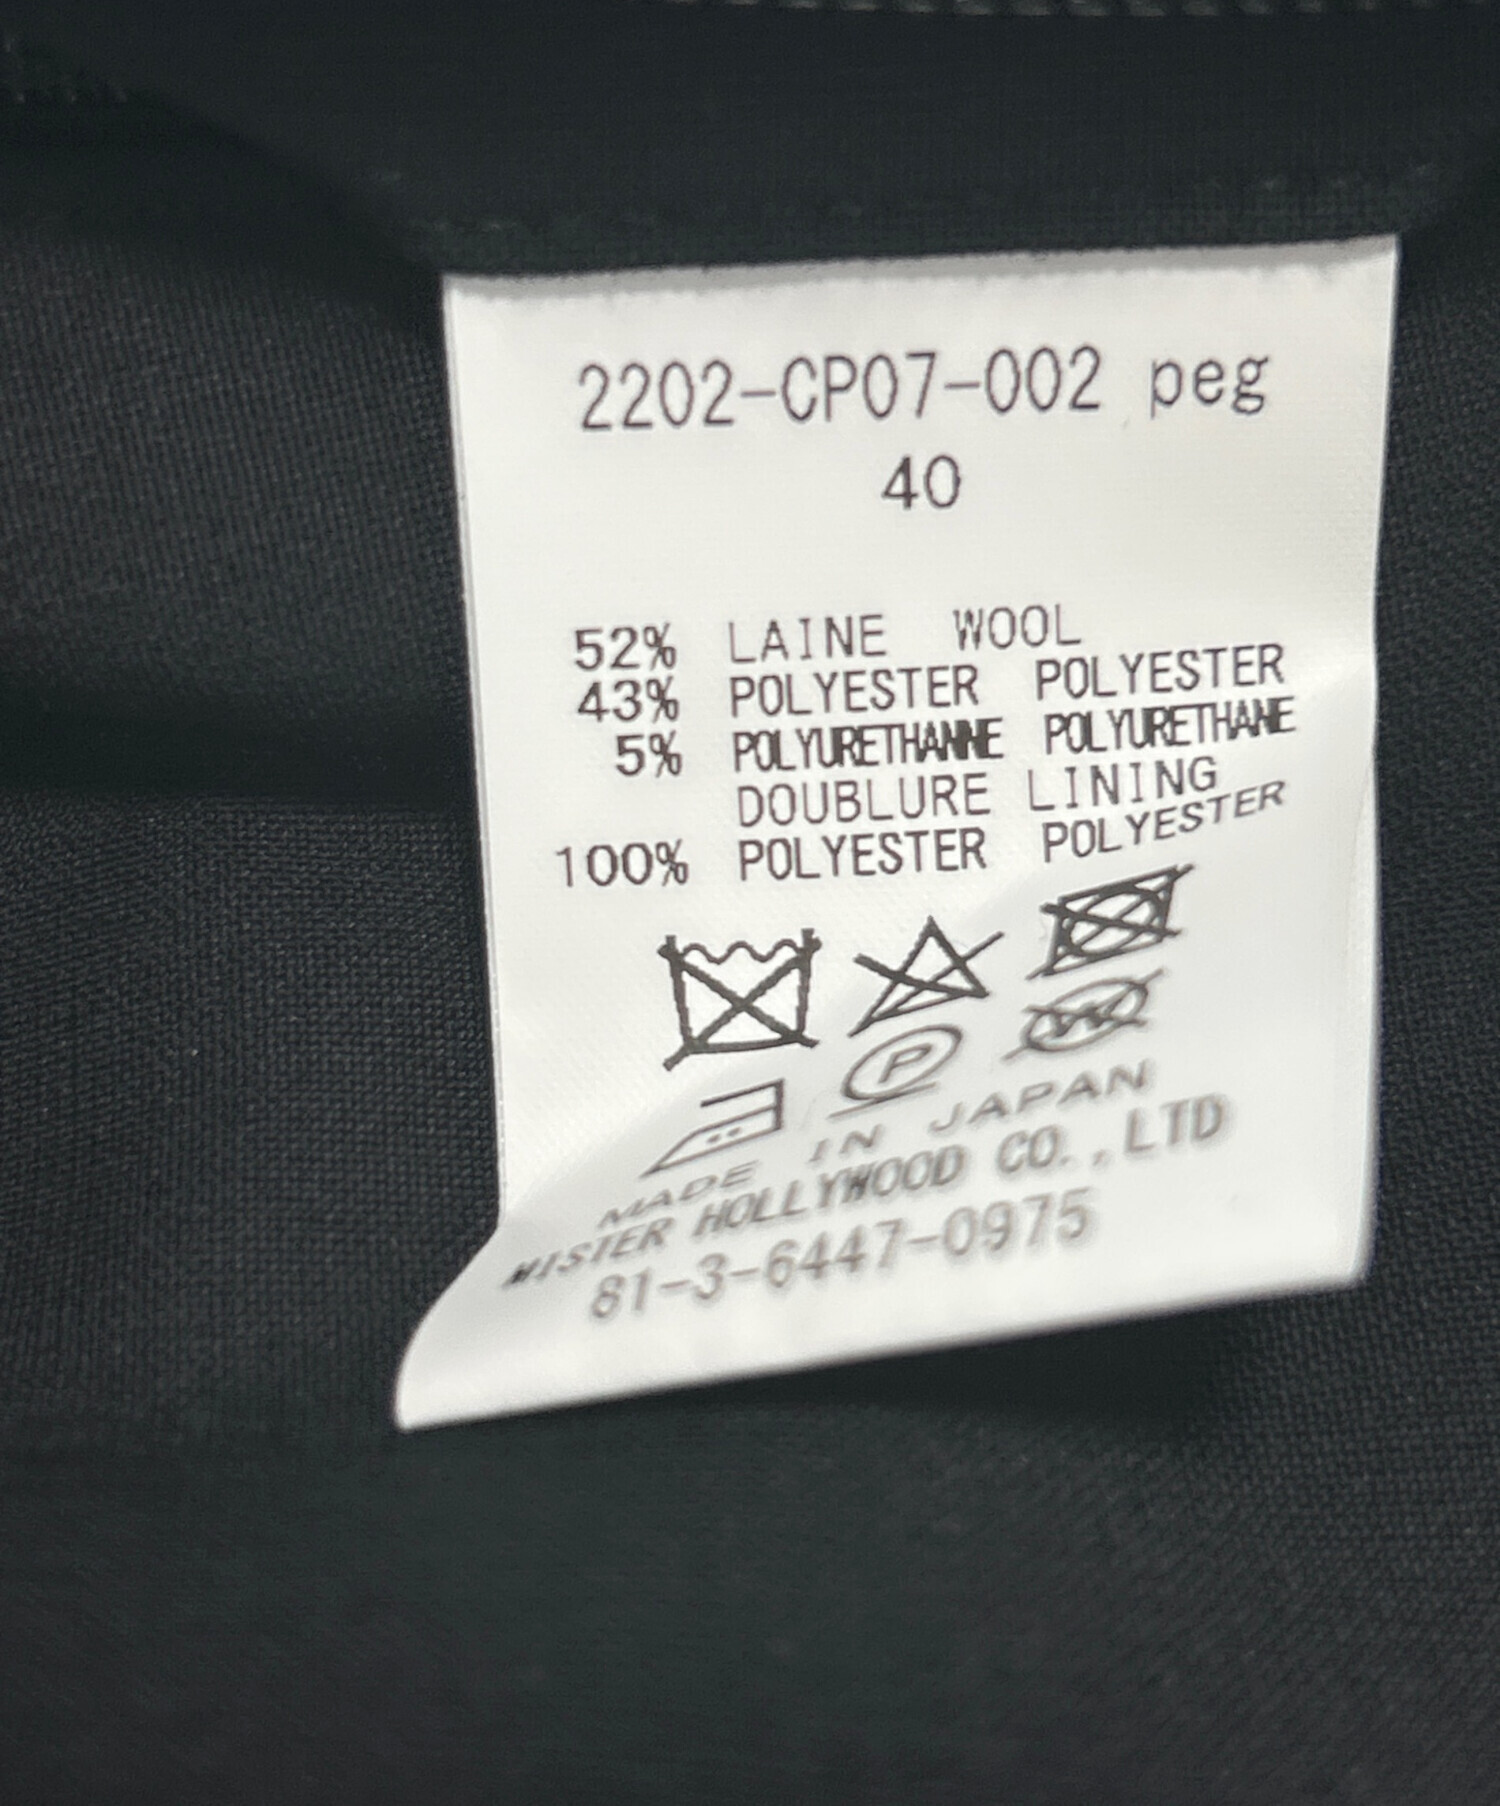 2202-CP07-002 peg
40
52% LAINE WOOL
43% POLYESTER POLYESTER
5% POLYURETHANNE POLYURETHANE
DOUBLURE LINING
100% POLYESTER POLYESTER
P W
MADE IN JAPAN
MISTER HOLLYWOOD CO.,LTD
81-3-6447-0975